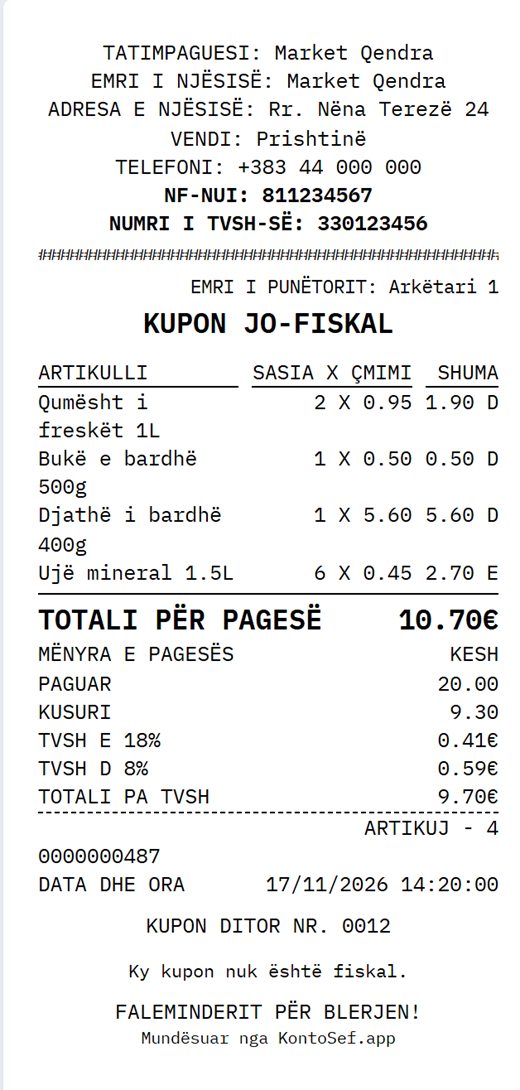 TATIMPAGUESI: Market Qendra
EMRI I NJËSISË: Market Qendra
ADRESA E NJËSISË: Rr. Nëna Terezë 24
VENDI: Prishtinë
TELEFONI: +383 44 000 000
NF-NUI: 811234567
NUMRI I TVSH-SË: 330123456
##################################################
EMRI I PUNËTORIT: Arkëtari 1
KUPON JO-FISKAL
ARTIKULLI SASIA X ÇMIMI SHUMA
Qumësht i 2 X 0.95 1.90 D
freskët 1L
Bukë e bardhë 1 X 0.50 0.50 D
500g
Djathë i bardhë 1 X 5.60 5.60 D
400g
Ujë mineral 1.5L 6 X 0.45 2.70 E
TOTALI PËR PAGESË 10.70€
MËNYRA E PAGESËS KESH
PAGUAR 20.00
KUSURI 9.30
TVSH E 18% 0.41€
TVSH D 8% 0.59€
TOTALI PA TVSH 9.70€
ARTIKUJ - 4
0000000487
DATA DHE ORA 17/11/2026 14:20:00
KUPON DITOR NR. 0012
Ky kupon nuk është fiskal.
FALEMINDERIT PËR BLERJEN!
Mundësuar nga KontoSef.app